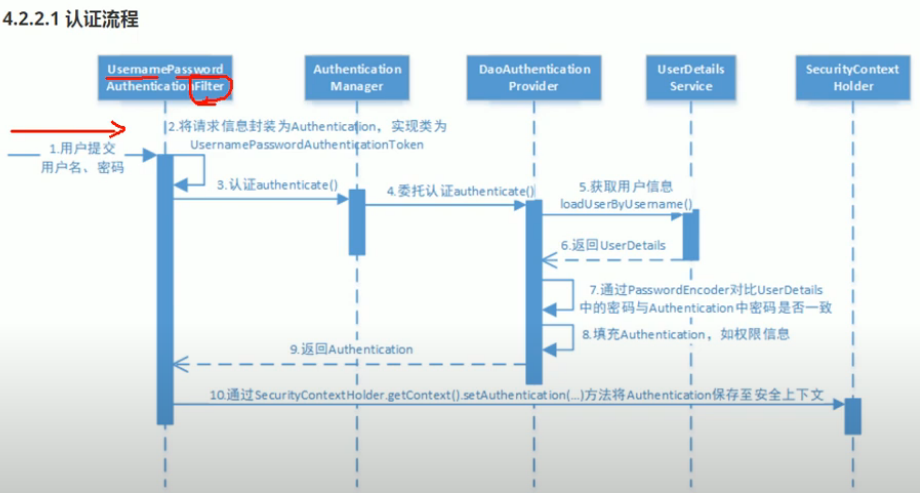 4.2.2.1 认证流程
UsernamePassword
AuthenticationFilter
Authentication
Manager
DaoAuthentication
Provider
UserDetails
Service
SecurityContext
Holder
1.用户提交
用户名、密码
2.将请求信息封装为Authentication，实现类为
UsernamePasswordAuthenticationToken
3.认证authenticate()
4.委托认证authenticate()
5.获取用户信息
loadUserByUsername()
6.返回UserDetails
7.通过PasswordEncoder对比UserDetails
中的密码与Authentication中密码是否一致
8.填充Authentication，如权限信息
9.返回Authentication
10.通过SecurityContextHolder.getContext().setAuthentication(...)方法将Authentication保存至安全上下文